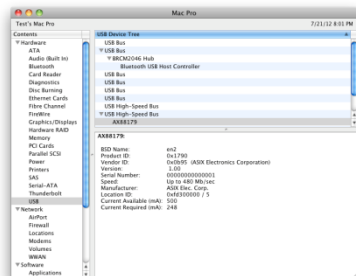 Mac Pro
Test's Mac Pro
7/21/12 8:01 PM
Contents
▼ Hardware
ATA
Audio (Built In)
Bluetooth
Card Reader
Diagnostics
Disc Burning
Ethernet Cards
Fibre Channel
FireWire
Graphics/Displays
Hardware RAID
Memory
PCI Cards
Parallel SCSI
Power
Printers
SAS
Serial-ATA
Thunderbolt
USB
▼ Network
AirPort
Firewall
Locations
Modems
Volumes
WWAN
▼ Software
Applications
USB Device Tree
USB Bus
▼ USB Bus
▼ BRCM2046 Hub
Bluetooth USB Host Controller
USB Bus
USB Bus
USB Bus
USB Bus
USB High-Speed Bus
▼ USB High-Speed Bus
AX88179
AX88179:
BSD Name: en2
Product ID: 0x1790
Vendor ID: 0x0b95 (ASIX Electronics Corporation)
Version: 1.00
Serial Number: 00000000000001
Speed: Up to 480 Mb/sec
Manufacturer: ASIX Elec. Corp.
Location ID: 0xfd300000 / 5
Current Available (mA): 500
Current Required (mA): 248